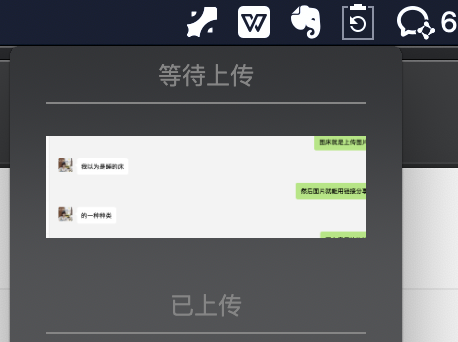 6
等待上传
图床就是上传图片
我以为是睡的床
然后图片就能用链接分享
的一种种类
已上传